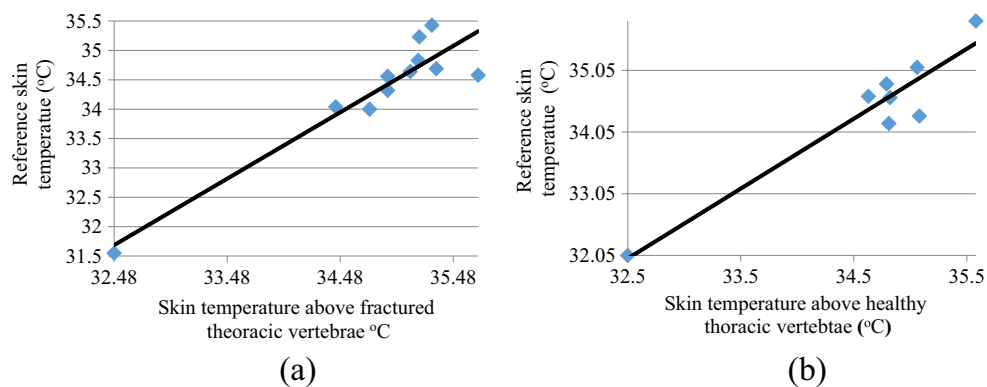 Reference skin
temperatue (°C)
35.5
35
34.5
34
33.5
33
32.5
32
31.5
32.48 33.48 34.48 35.48
Skin temperature above fractured
theoracic vertebrae °C
(a)
Reference skin
temperatue (°C)
35.05
34.05
33.05
32.05
32.5 33.5 34.5 35.5
Skin temperature above healthy
thoracic vertebtae (°C)
(b)